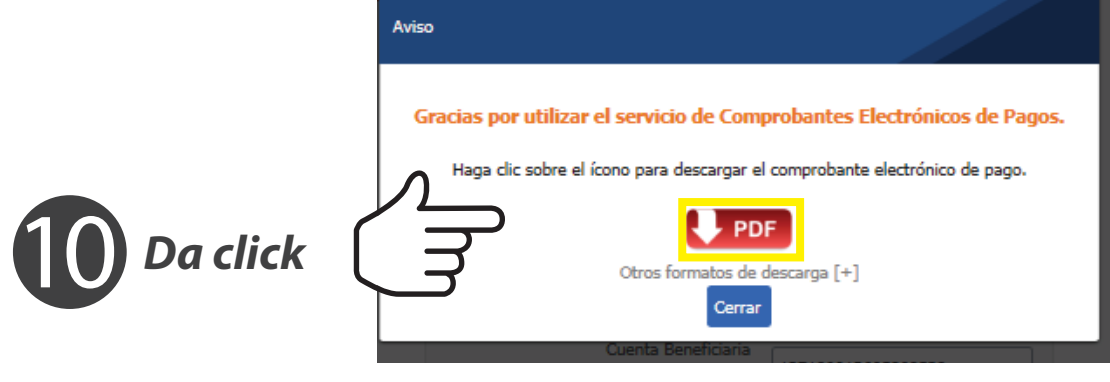 Aviso
Gracias por utilizar el servicio de Comprobantes Electrónicos de Pagos.
Haga clic sobre el ícono para descargar el comprobante electrónico de pago.
10 Da click
PDF
Otros formatos de descarga [+]
Cerrar
Cuenta Beneficiaria